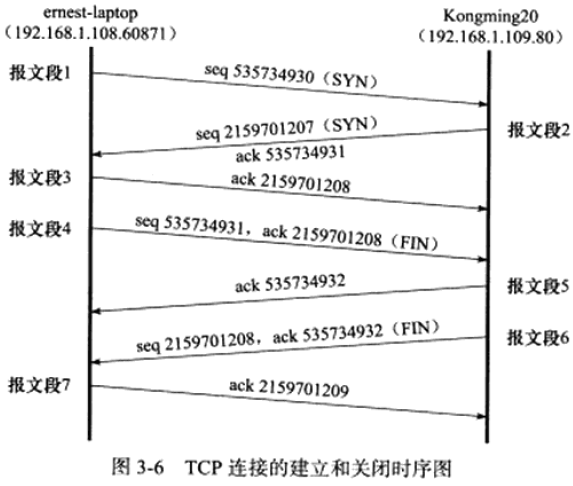 ernest-laptop
（192.168.1.108.60871）
Kongming20
（192.168.1.109.80）
报文段1
seq 535734930（SYN）
seq 2159701207（SYN）
ack 535734931
报文段2
报文段3
ack 2159701208
报文段4
seq 535734931，ack 2159701208（FIN）
ack 535734932
报文段5
seq 2159701208，ack 535734932（FIN）
报文段6
报文段7
ack 2159701209
图 3-6 TCP 连接的建立和关闭时序图